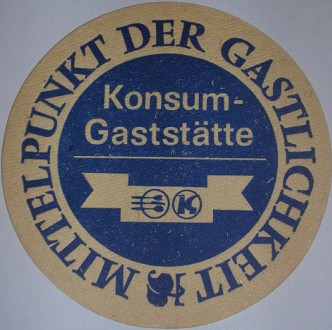 MITTELPUNKT DER GASTLICHKEIT
Konsum-
Gaststätte
K